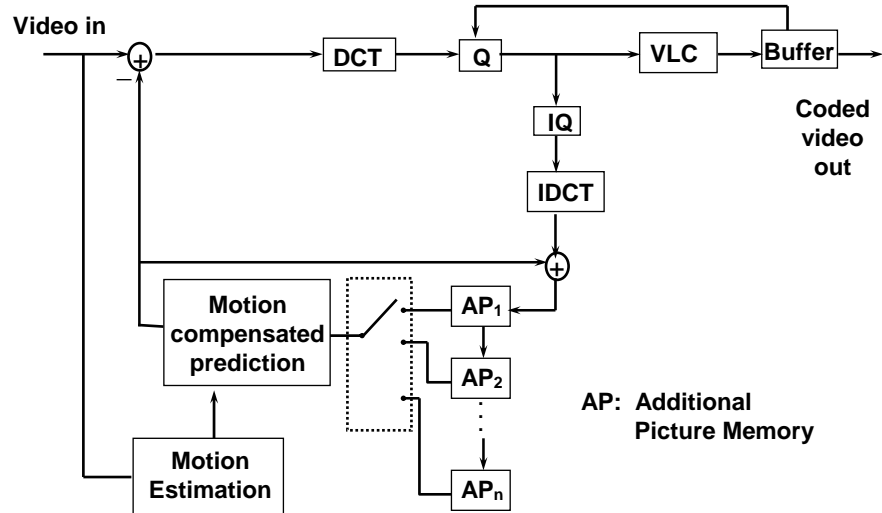 Video in
+
−
DCT
Q
VLC
Buffer
IQ
Coded
video
out
IDCT
+
Motion
compensated
prediction
AP1
AP2
AP: Additional
Picture Memory
Motion
Estimation
APn